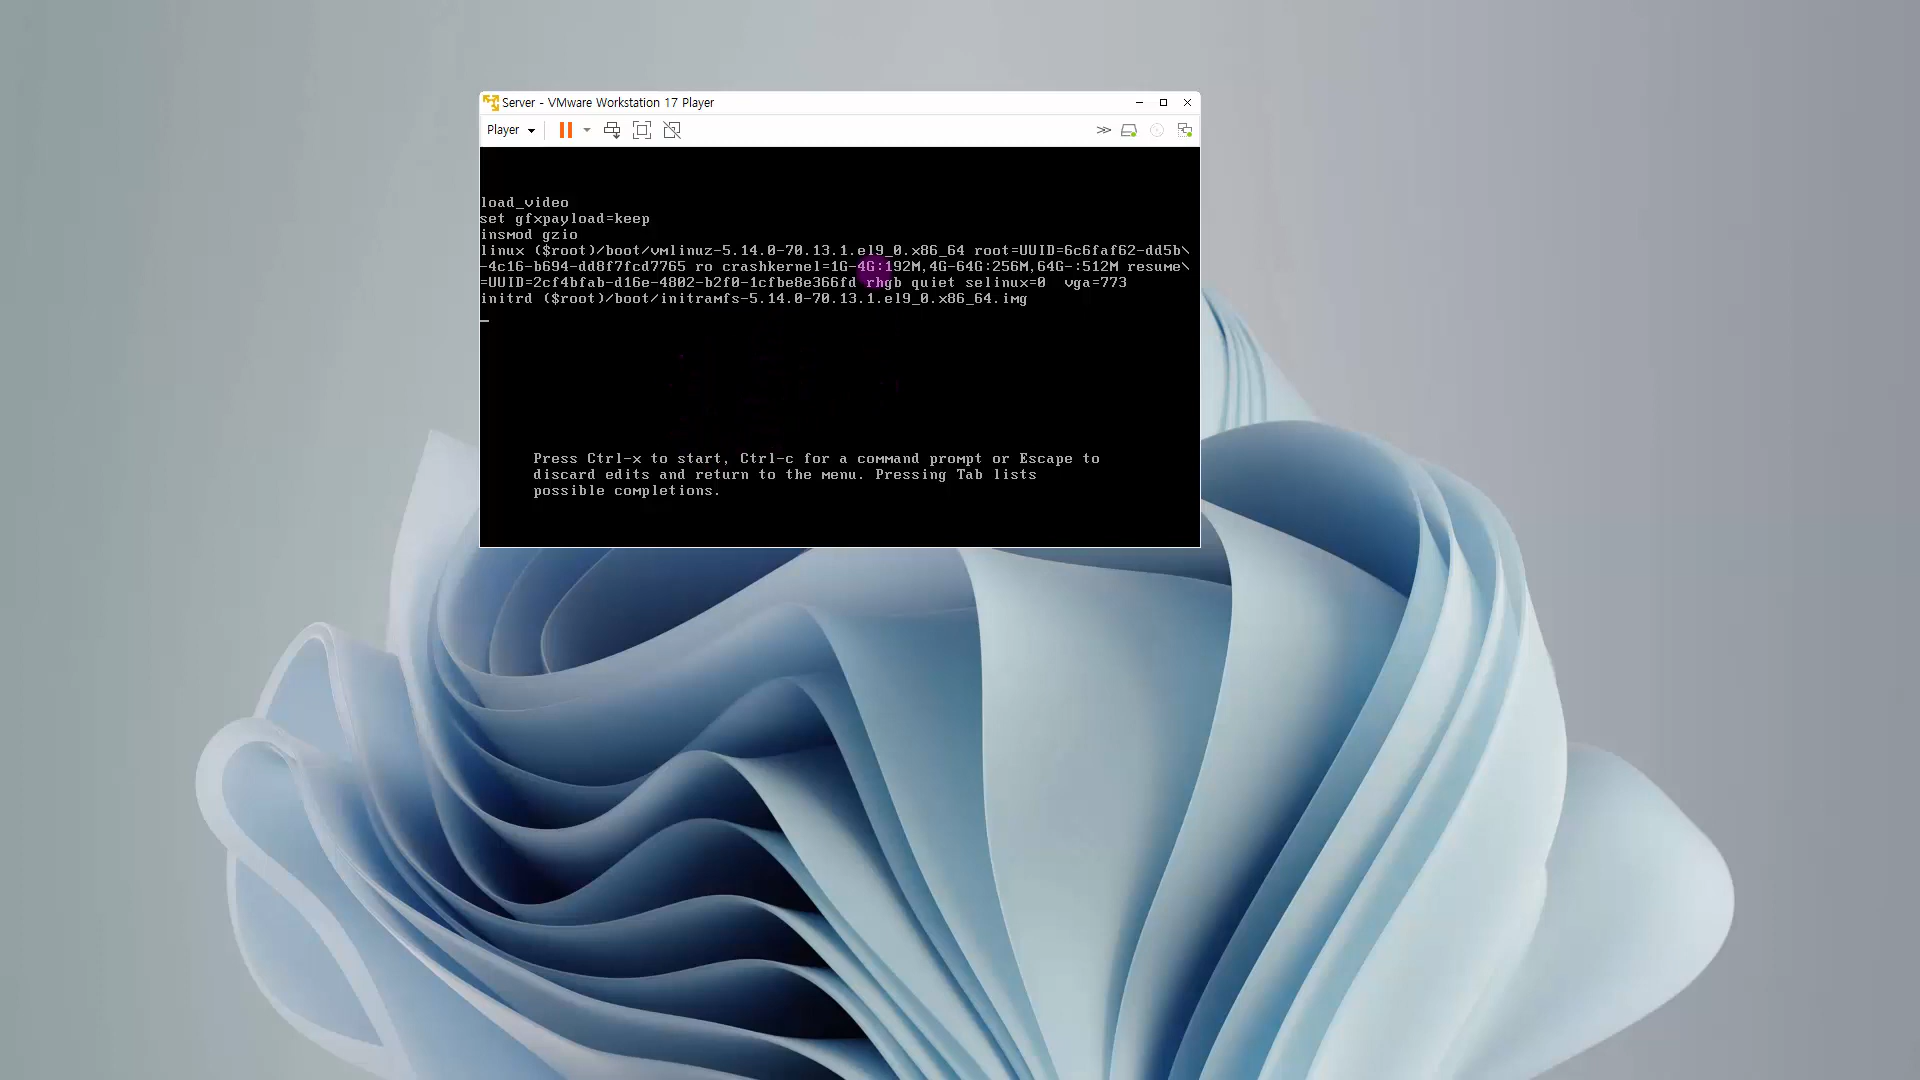 Server - VMware Workstation 17 Player
Player
load_video
set gfxpayload=keep
insmod gzio
linux ($root)/boot/vmlinuz-5.14.0-70.13.1.el9_0.x86_64 root=UUID=6c6faf62-dd5b\
-4c16-b694-dd8f7fcd7765 ro crashkernel=1G-4G:192M,4G-64G:256M,64G-:512M resume\
=UUID=2cf4bfab-d16e-4802-b2f0-1cfbe8e366fd rhgb quiet selinux=0  vga=773
initrd ($root)/boot/initramfs-5.14.0-70.13.1.el9_0.x86_64.img
Press Ctrl-x to start, Ctrl-c for a command prompt or Escape to
discard edits and return to the menu. Pressing Tab lists
possible completions.